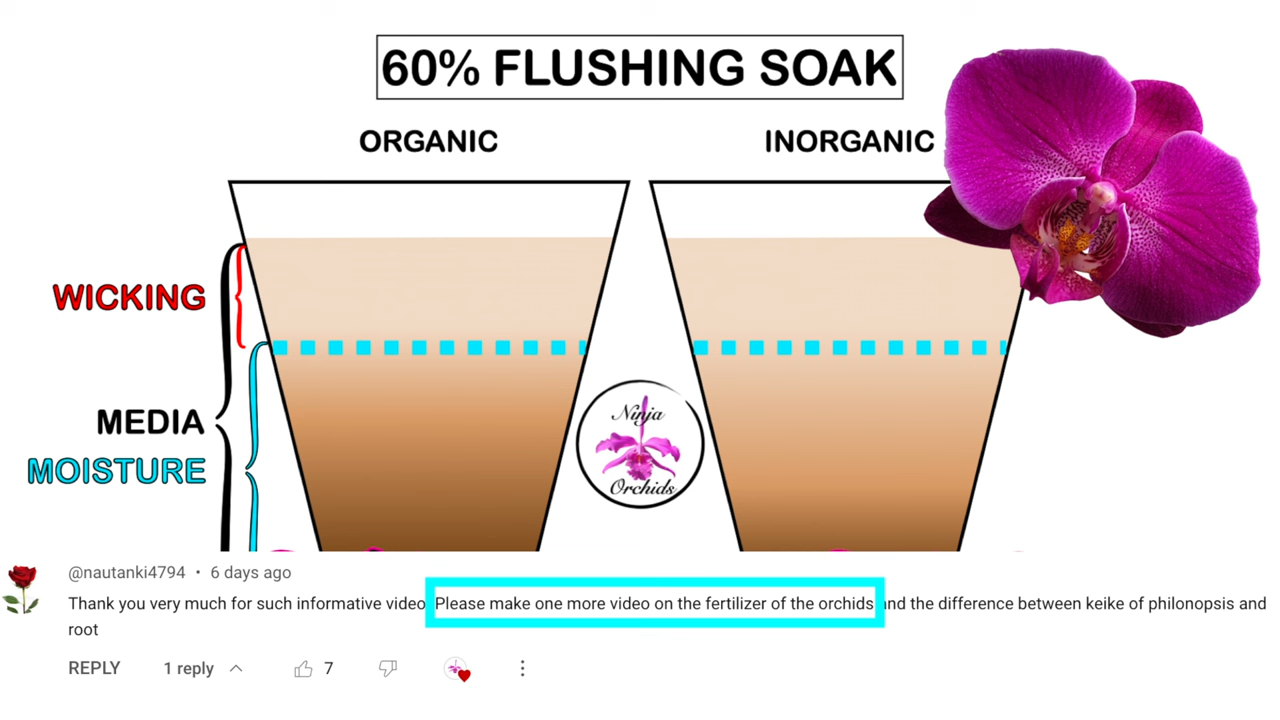 60% FLUSHING SOAK
ORGANIC
INORGANIC
WICKING
MEDIA
MOISTURE
Ninja
Orchids
@nautanki4794 • 6 days ago
Thank you very much for such informative video Please make one more video on the fertilizer of the orchids and the difference between keike of philonopsis and
root
REPLY
1 reply
7